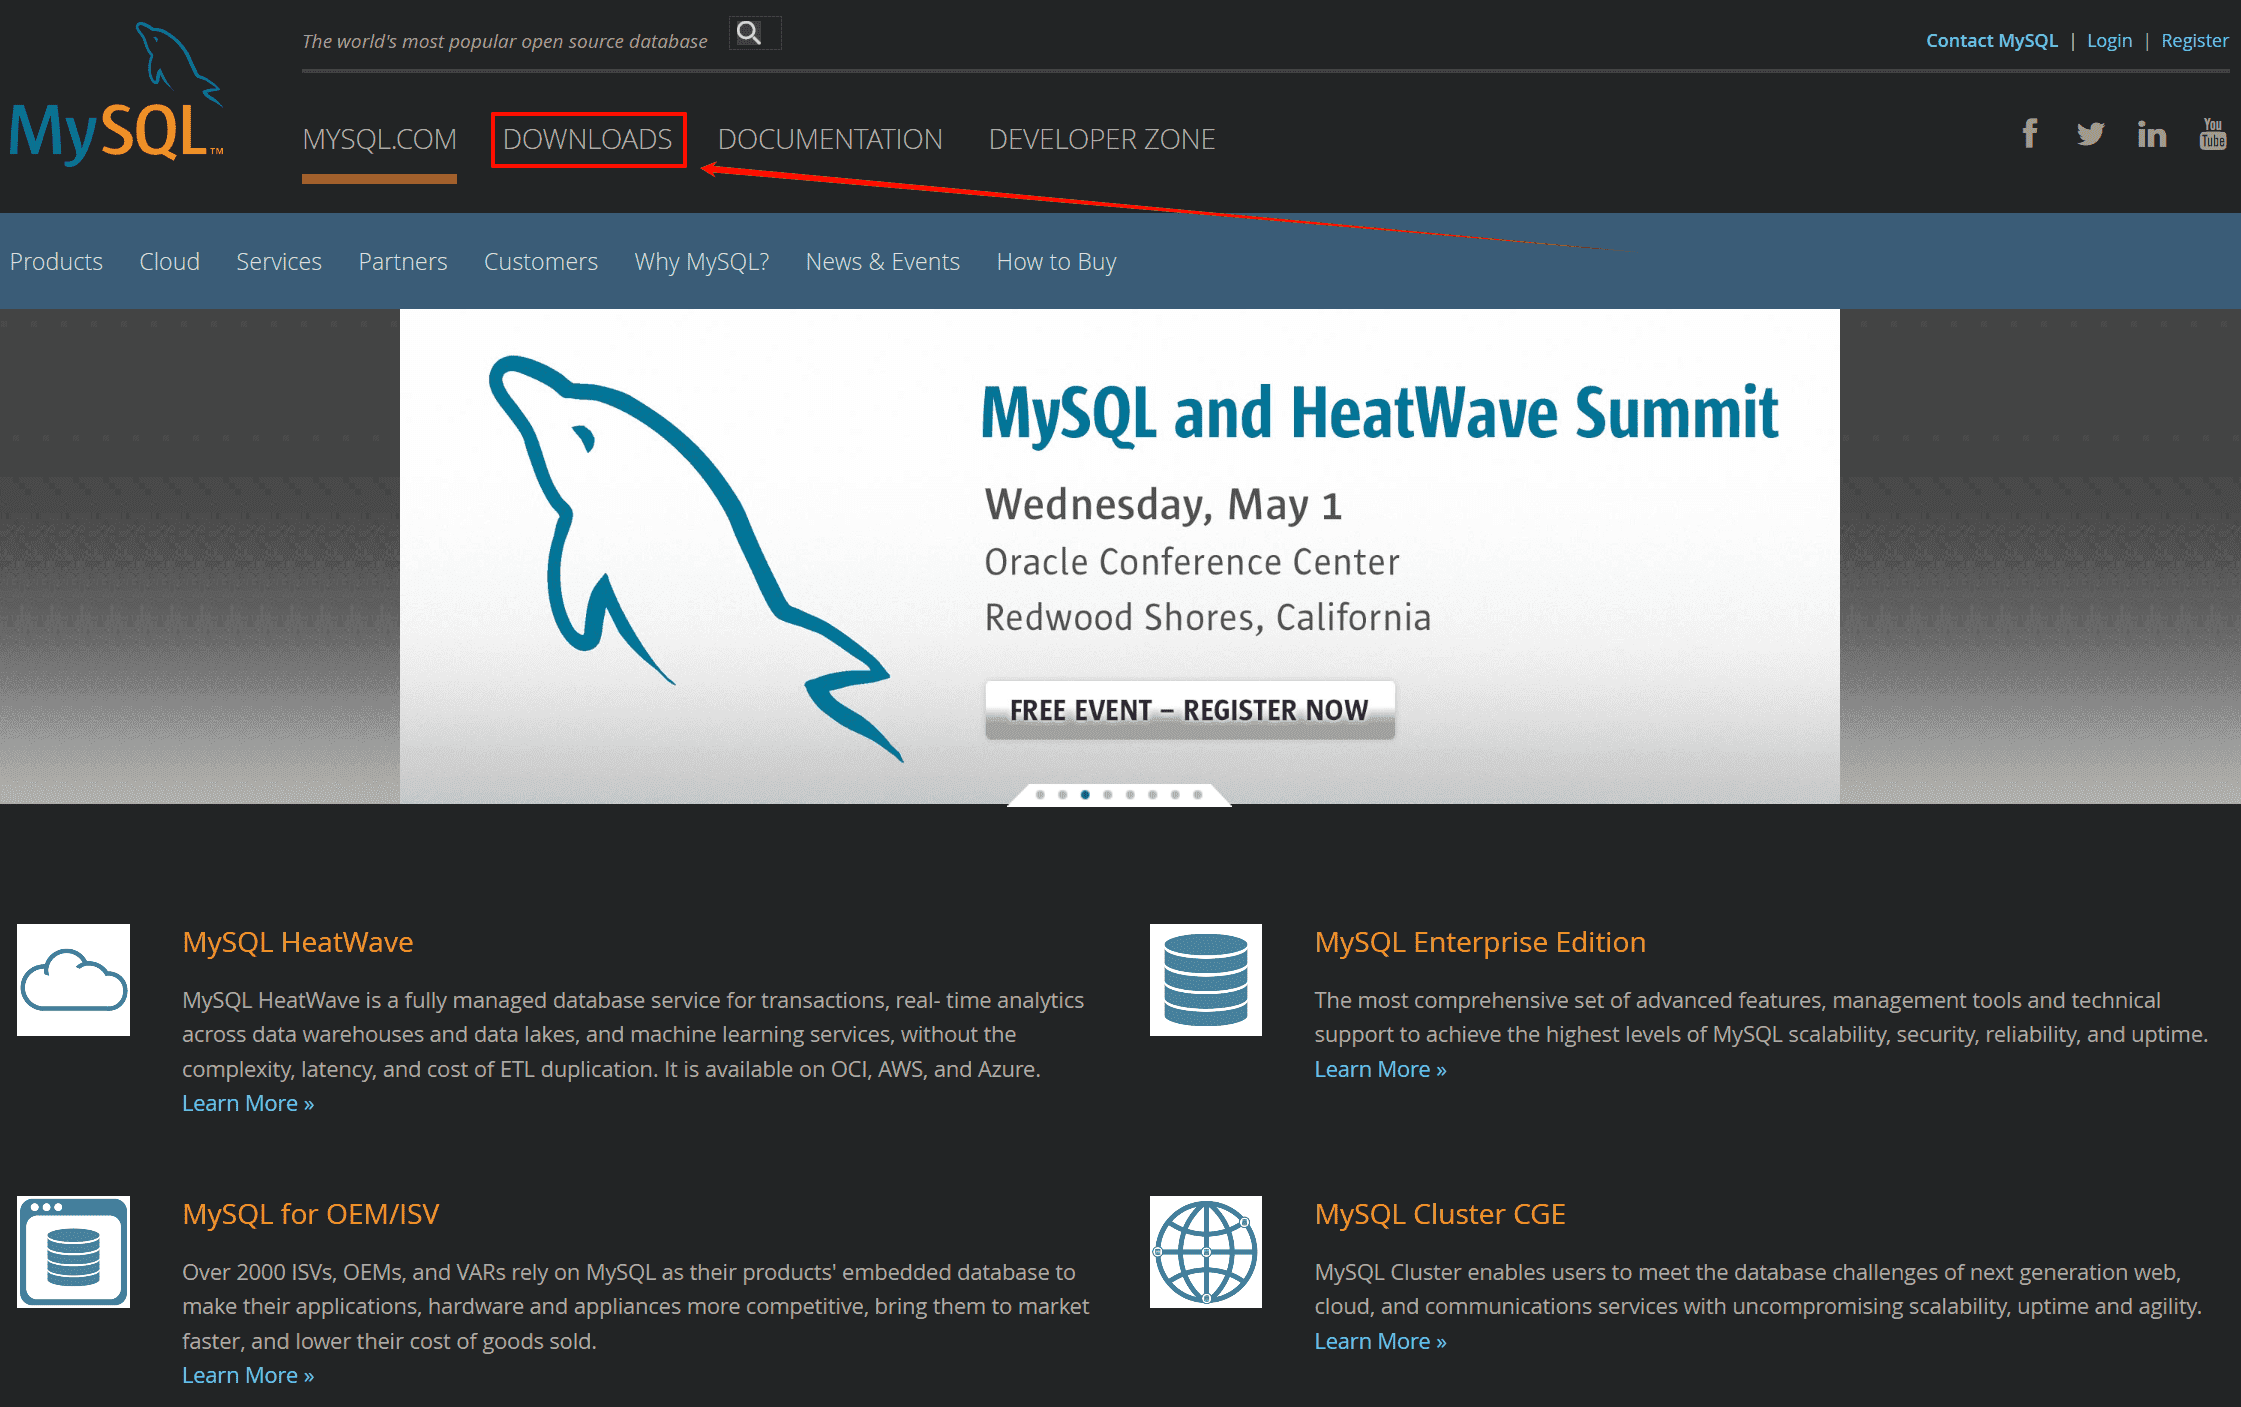 The world's most popular open source database
Contact MySQL | Login | Register
MySQL™
MYSQL.COM DOWNLOADS DOCUMENTATION DEVELOPER ZONE
f in You Tube
Products Cloud Services Partners Customers Why MySQL? News & Events How to Buy
MySQL and HeatWave Summit
Wednesday, May 1
Oracle Conference Center
Redwood Shores, California
FREE EVENT – REGISTER NOW
MySQL HeatWave
MySQL HeatWave is a fully managed database service for transactions, real- time analytics
across data warehouses and data lakes, and machine learning services, without the
complexity, latency, and cost of ETL duplication. It is available on OCI, AWS, and Azure.
Learn More »
MySQL Enterprise Edition
The most comprehensive set of advanced features, management tools and technical
support to achieve the highest levels of MySQL scalability, security, reliability, and uptime.
Learn More »
MySQL for OEM/ISV
Over 2000 ISVs, OEMs, and VARs rely on MySQL as their products' embedded database to
make their applications, hardware and appliances more competitive, bring them to market
faster, and lower their cost of goods sold.
Learn More »
MySQL Cluster CGE
MySQL Cluster enables users to meet the database challenges of next generation web,
cloud, and communications services with uncompromising scalability, uptime and agility.
Learn More »